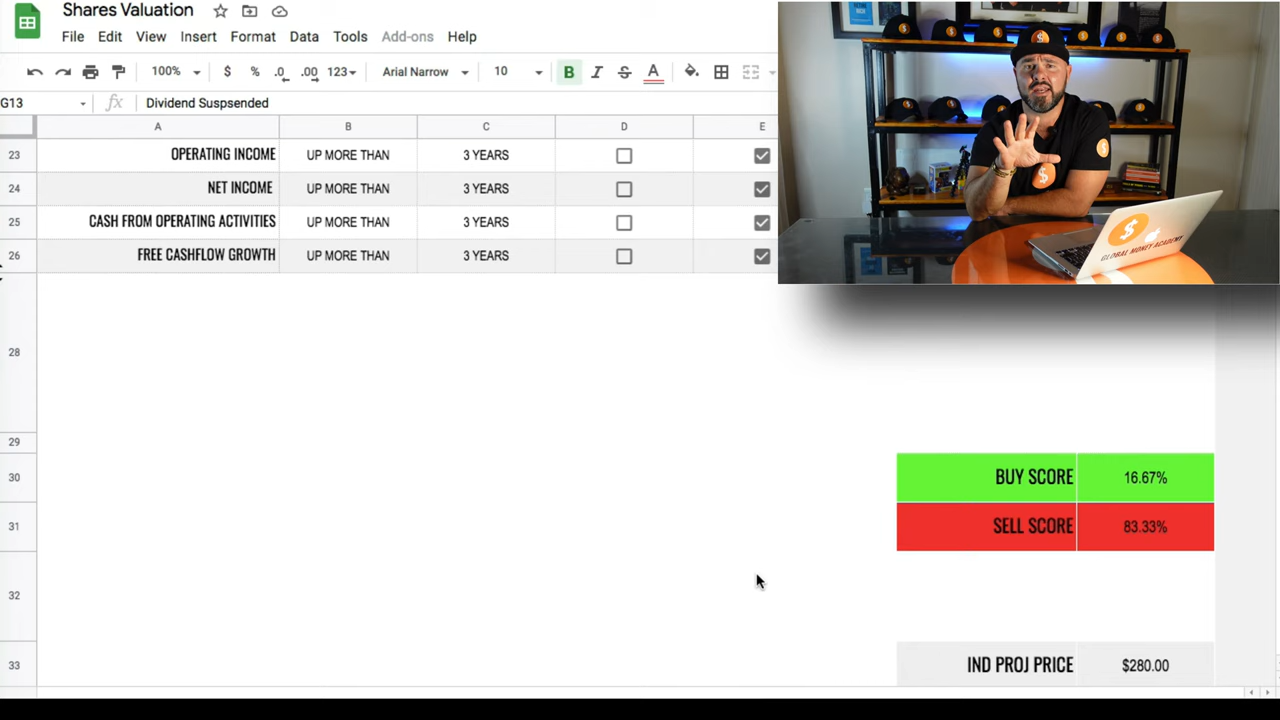 Shares Valuation
File Edit View Insert Format Data Tools Add-ons Help
100% $ % .0 .00 123 Arial Narrow 10 B I S A
G13 fx Dividend Suspsended
A B C D E
23 OPERATING INCOME UP MORE THAN 3 YEARS
24 NET INCOME UP MORE THAN 3 YEARS
25 CASH FROM OPERATING ACTIVITIES UP MORE THAN 3 YEARS
26 FREE CASHFLOW GROWTH UP MORE THAN 3 YEARS
28
29
30 BUY SCORE 16.67%
31 SELL SCORE 83.33%
32
33 IND PROJ PRICE $280.00
$
GLOBAL MONEY ACADEMY